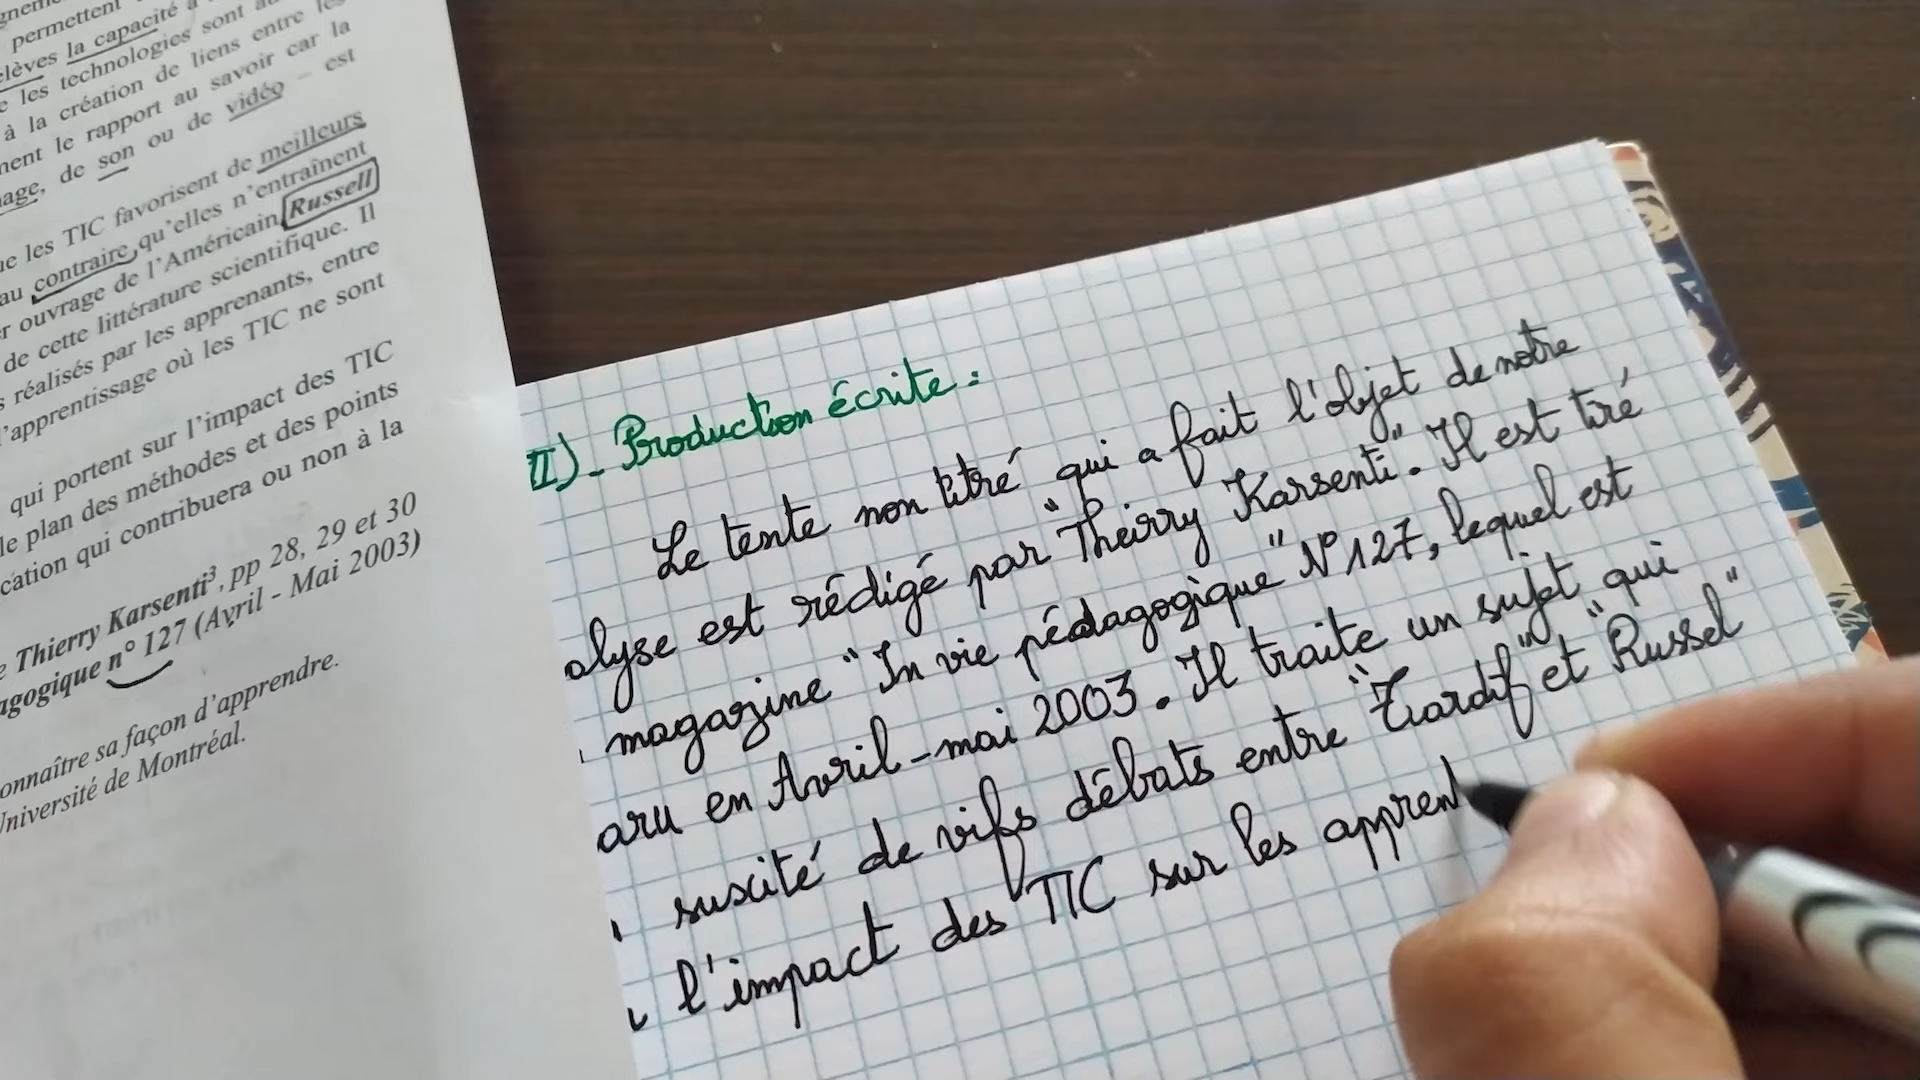 permettent
élèves la capacité à
les technologies sont au
à la création de liens entre les
ment le rapport au savoir car la
de son ou de vidéo – est
que les TIC favorisent de meilleurs
au contraire, qu'elles n'entraînent
ouvrage de l'Américain Russell
de cette littérature scientifique. Il
réalisés par les apprenants, entre
l'apprentissage où les TIC ne sont
qui portent sur l'impact des TIC
le plan des méthodes et des points
cation qui contribuera ou non à la
Thierry Karsenti³, pp 28, 29 et 30
agogique n° 127 (Avril - Mai 2003)
onnaître sa façon d'apprendre.
Université de Montréal.
II)- Production écrite :
Le texte non titré qui a fait l'objet de notre
alyse est rédigé par "Theirry Karsenti". Il est tiré
magazine "In vie pédagogique" N° 127, lequel est
aru en Avril-mai 2003. Il traite un sujet qui
suscité de vifs débats entre "Tardif" et "Russel"
l'impact des TIC sur les appren